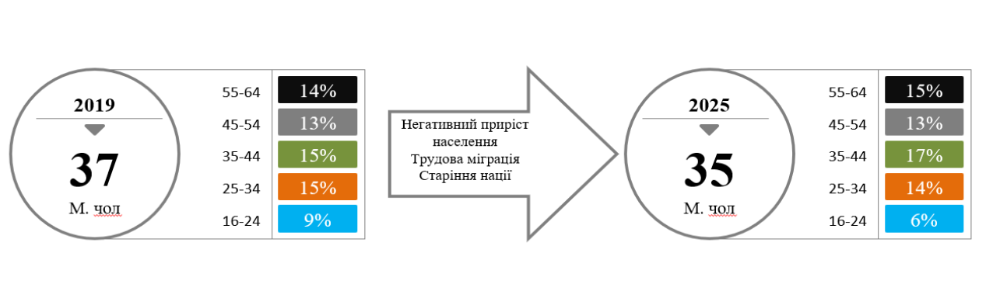 2019
37
М. чол
55-64 14%
45-54 13%
35-44 15%
25-34 15%
16-24 9%
Негативний приріст
населення
Трудова міграція
Старіння нації
2025
35
М. чол
55-64 15%
45-54 13%
35-44 17%
25-34 14%
16-24 6%